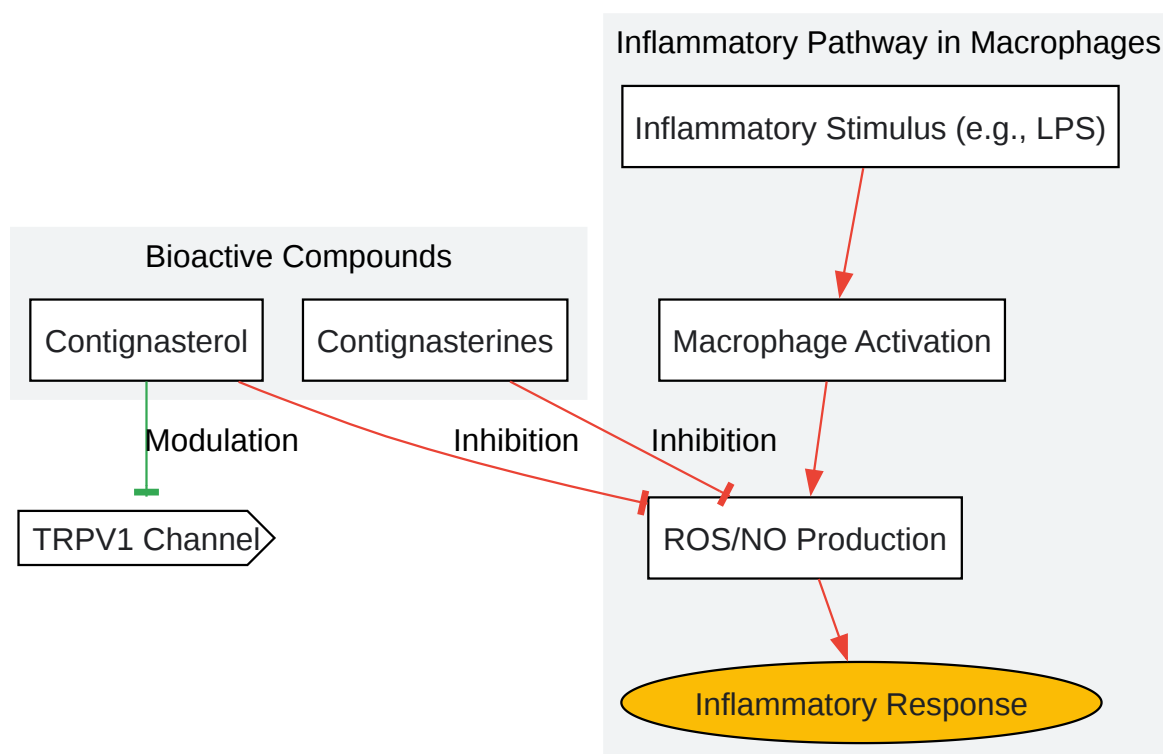 Inflammatory Pathway in Macrophages
Inflammatory Stimulus (e.g., LPS)
Bioactive Compounds
Contignasterol
Contignasterines
Macrophage Activation
Modulation
Inhibition
Inhibition
TRPV1 Channel
ROS/NO Production
Inflammatory Response